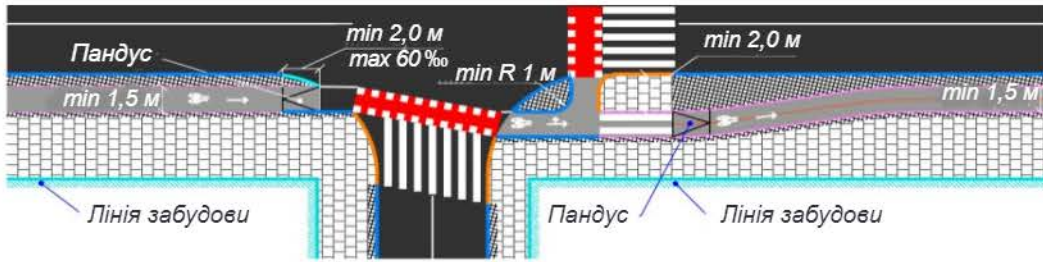 Пандус
min 2,0 м
max 60 ‰
min R 1 м
min 2,0 м
min 1,5 м
min 1,5 м
Лінія забудови
Пандус
Лінія забудови